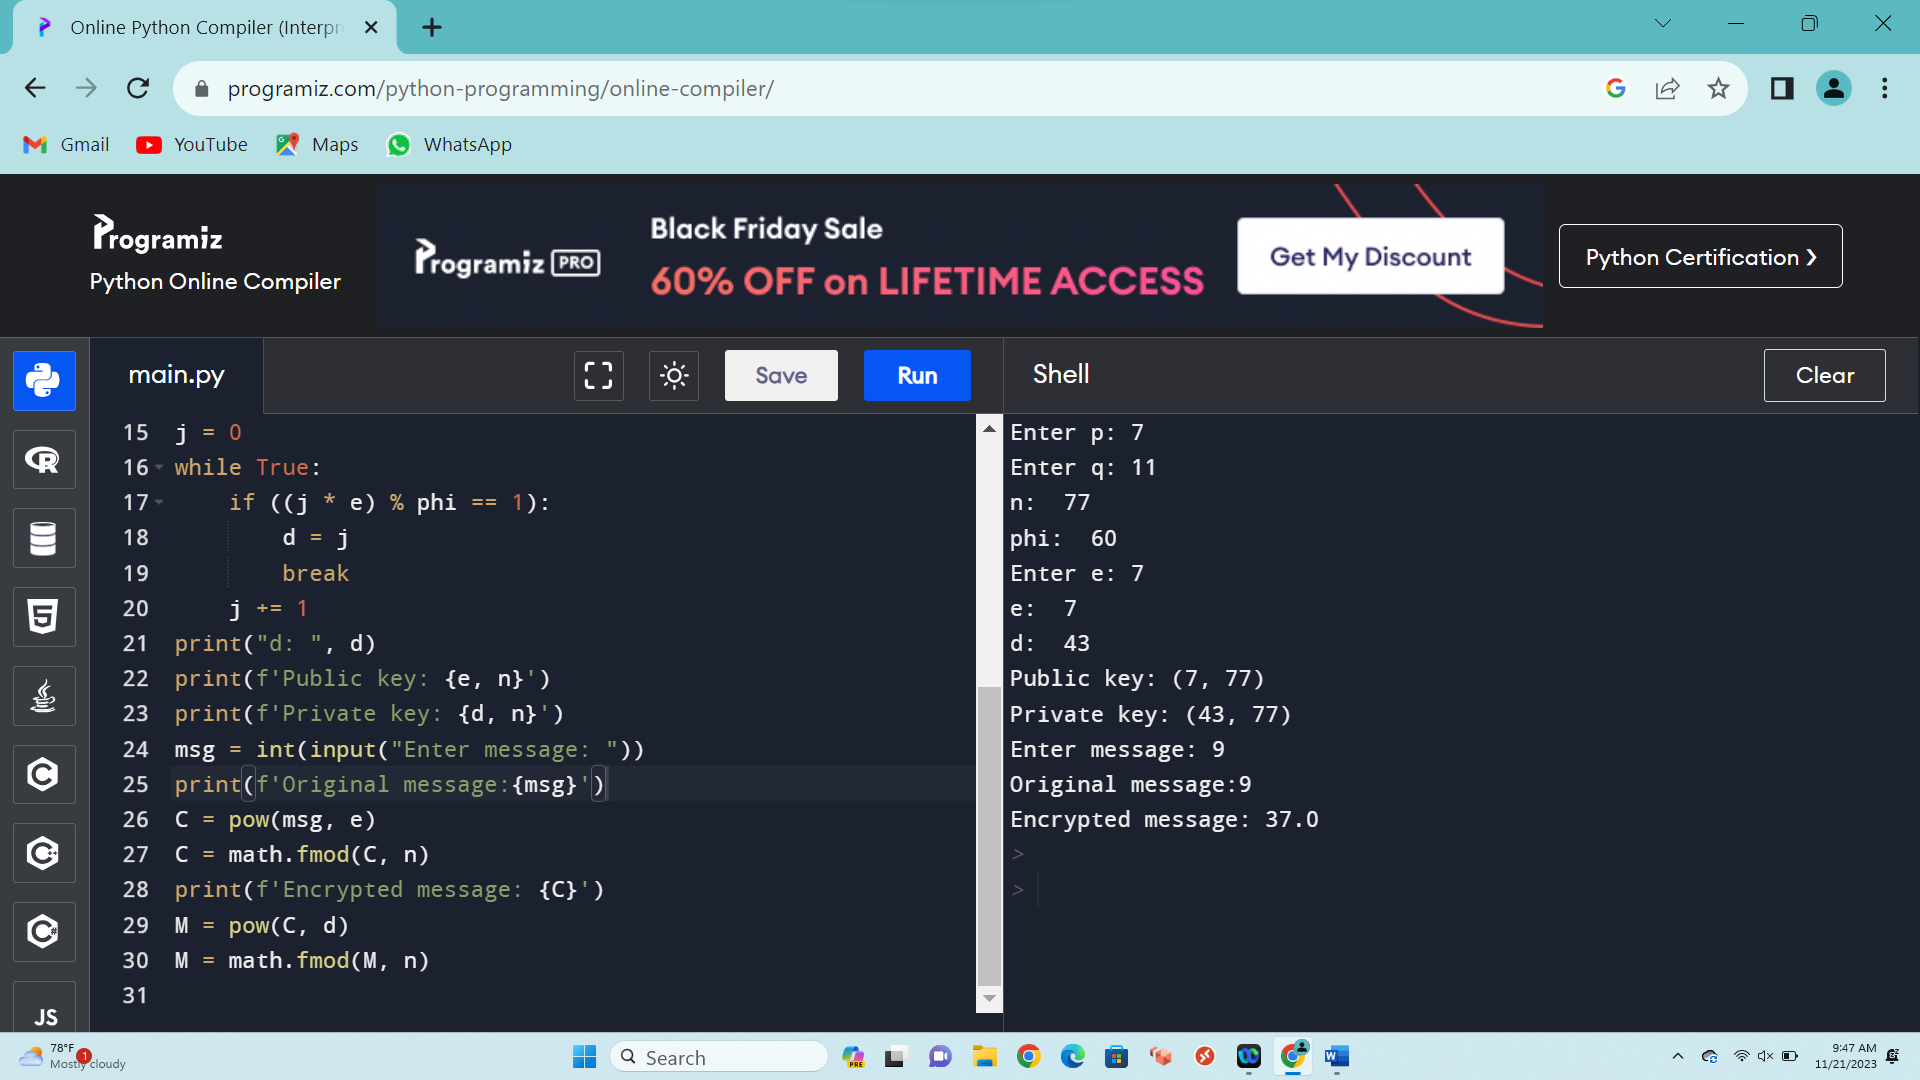 Online Python Compiler (Interpr
programiz.com/python-programming/online-compiler/
Gmail YouTube Maps WhatsApp
Programiz
Python Online Compiler
Programiz PRO
Black Friday Sale
60% OFF on LIFETIME ACCESS
Get My Discount
Python Certification ❯
main.py
Save
Run
Shell
Clear
15 j = 0
16 while True:
17     if ((j * e) % phi == 1):
18         d = j
19         break
20     j += 1
21 print("d: ", d)
22 print(f'Public key: {e, n}')
23 print(f'Private key: {d, n}')
24 msg = int(input("Enter message: "))
25 print(f'Original message:{msg}')
26 C = pow(msg, e)
27 C = math.fmod(C, n)
28 print(f'Encrypted message: {C}')
29 M = pow(C, d)
30 M = math.fmod(M, n)
31
Enter p: 7
Enter q: 11
n:  77
phi:  60
Enter e: 7
e:  7
d:  43
Public key: (7, 77)
Private key: (43, 77)
Enter message: 9
Original message:9
Encrypted message: 37.0
>
>
JS
78°F
Mostly cloudy
1
Search
PRE
9:47 AM
11/21/2023